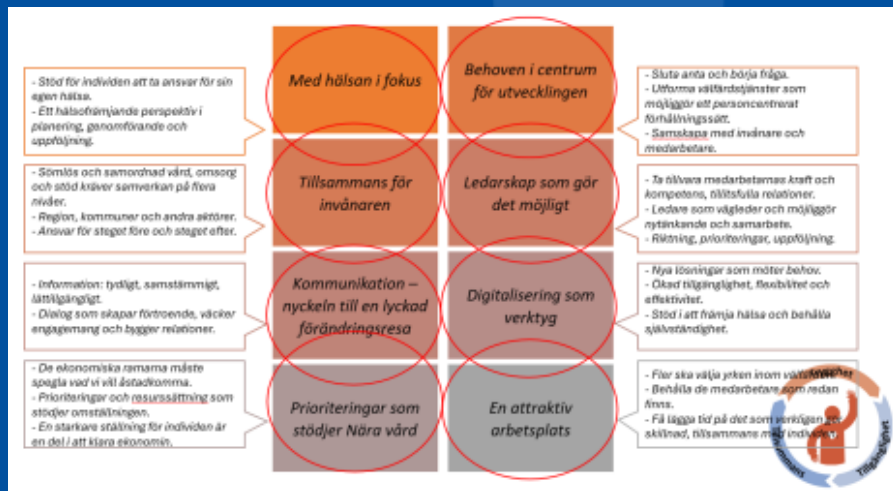 Med hälsan i fokus
Behoven i centrum
för utvecklingen
- Stöd för individen att ta ansvar för sin
egen hälsa.
- Ett hälsofrämjande perspektiv i
planering, genomförande och
uppföljning.
- Sluta anta och börja fråga.
- Utforma välfärdstjänster som
möjliggör ett personcentrerat
förhållningssätt.
- Samskapa med invånare och
medarbetare.
- Sömlös och samordnad vård, omsorg
och stöd kräver samverkan på flera
nivåer.
- Region, kommuner och andra aktörer.
- Ansvar för steget före och steget efter.
Tillsammans för
invånaren
Ledarskap som gör
det möjligt
- Ta tillvara medarbetarnas kraft och
kompetens, tillitsfulla relationer.
- Ledare som vägleder och möjliggör
nytänkande och samarbete.
- Riktning, prioriteringar, uppföljning.
- Information: tydligt, samstämmigt,
lättillgängligt.
- Dialog som skapar förtroende, väcker
engagemang och bygger relationer.
Kommunikation –
nyckeln till en lyckad
förändringsresa
Digitalisering som
verktyg
- Nya lösningar som möter behov.
- Ökad tillgänglighet, flexibilitet och
effektivitet.
- Stöd i att främja hälsa och behålla
självständighet.
- De ekonomiska ramarna måste
spegla vad vi vill åstadkomma.
- Prioriteringar och resurssättning som
stödjer omställningen.
- En starkare ställning för individen är
en del i att klara ekonomin.
Prioriteringar som
stödjer Nära vård
En attraktiv
arbetsplats
- Fler ska välja yrken inom
- Behålla de medarbetare som redan
finns.
- Få lägga tid på det som verkligen
skillnad, tillsammans med
Tillgänglighet